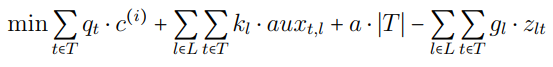 min ∑_{t∈T} q_t · c^{(i)} + ∑_{l∈L} ∑_{t∈T} k_l · aux_{t,l} + a · |T| − ∑_{l∈L} ∑_{t∈T} g_l · z_{lt}